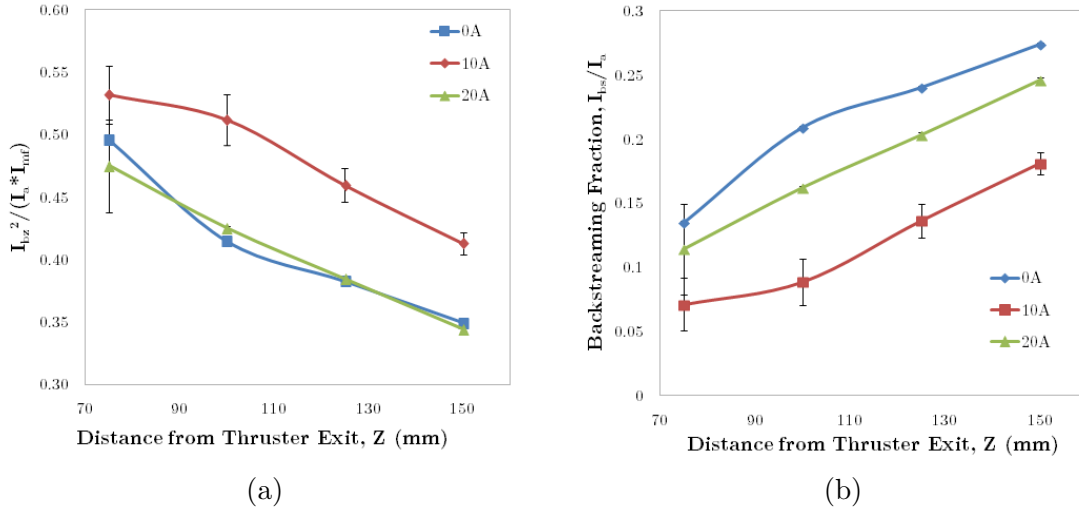 0.60
0.55
0.50
0.45
0.40
0.35
0.30
70
90
110
130
150
I_bz²/(I_a*I_mf)
Distance from Thruster Exit, Z (mm)
0A
10A
20A
(a)
0.3
0.25
0.2
0.15
0.1
0.05
0
70
90
110
130
150
Backstreaming Fraction, I_bs/I_a
Distance from Thruster Exit, Z (mm)
0A
10A
20A
(b)